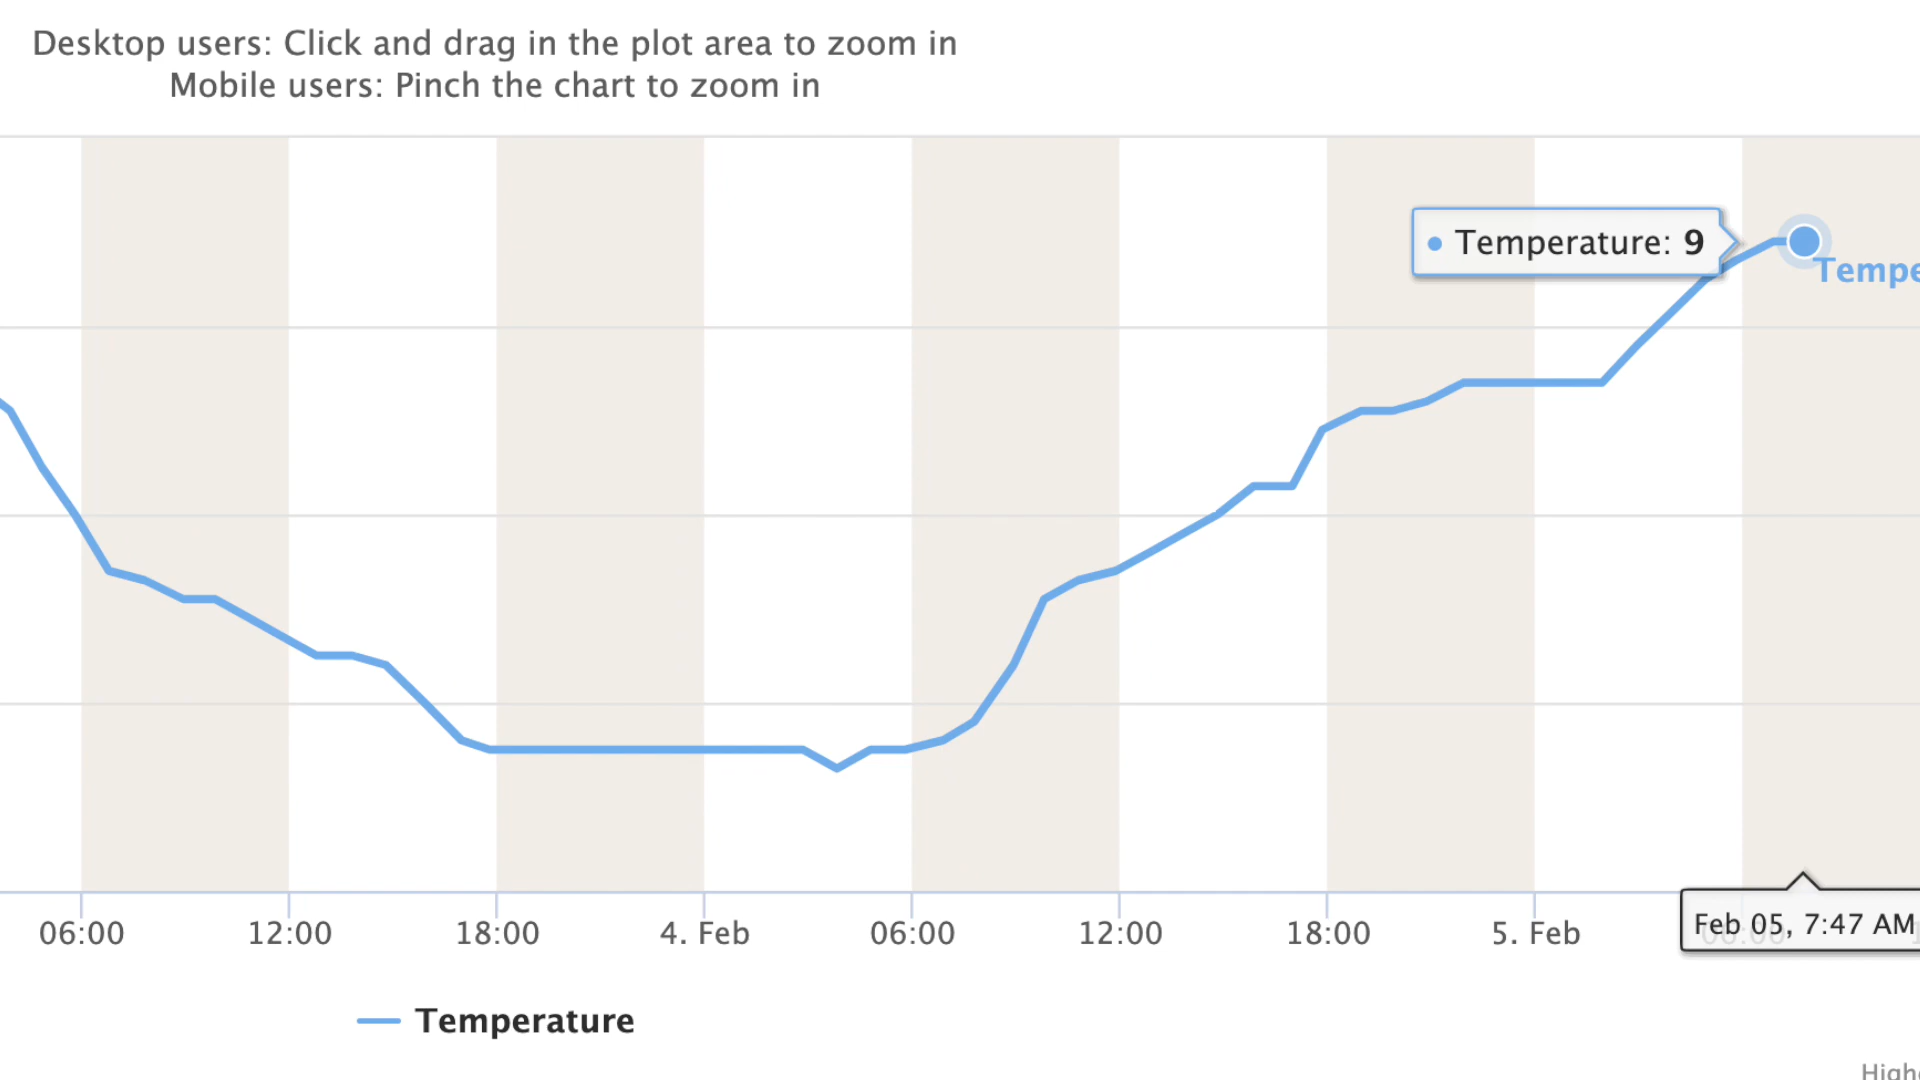 Desktop users: Click and drag in the plot area to zoom in
Mobile users: Pinch the chart to zoom in
Temperature: 9
Tempe
06:00 12:00 18:00 4. Feb 06:00 12:00 18:00 5. Feb
Feb 05, 7:47 AM
Temperature
Highe